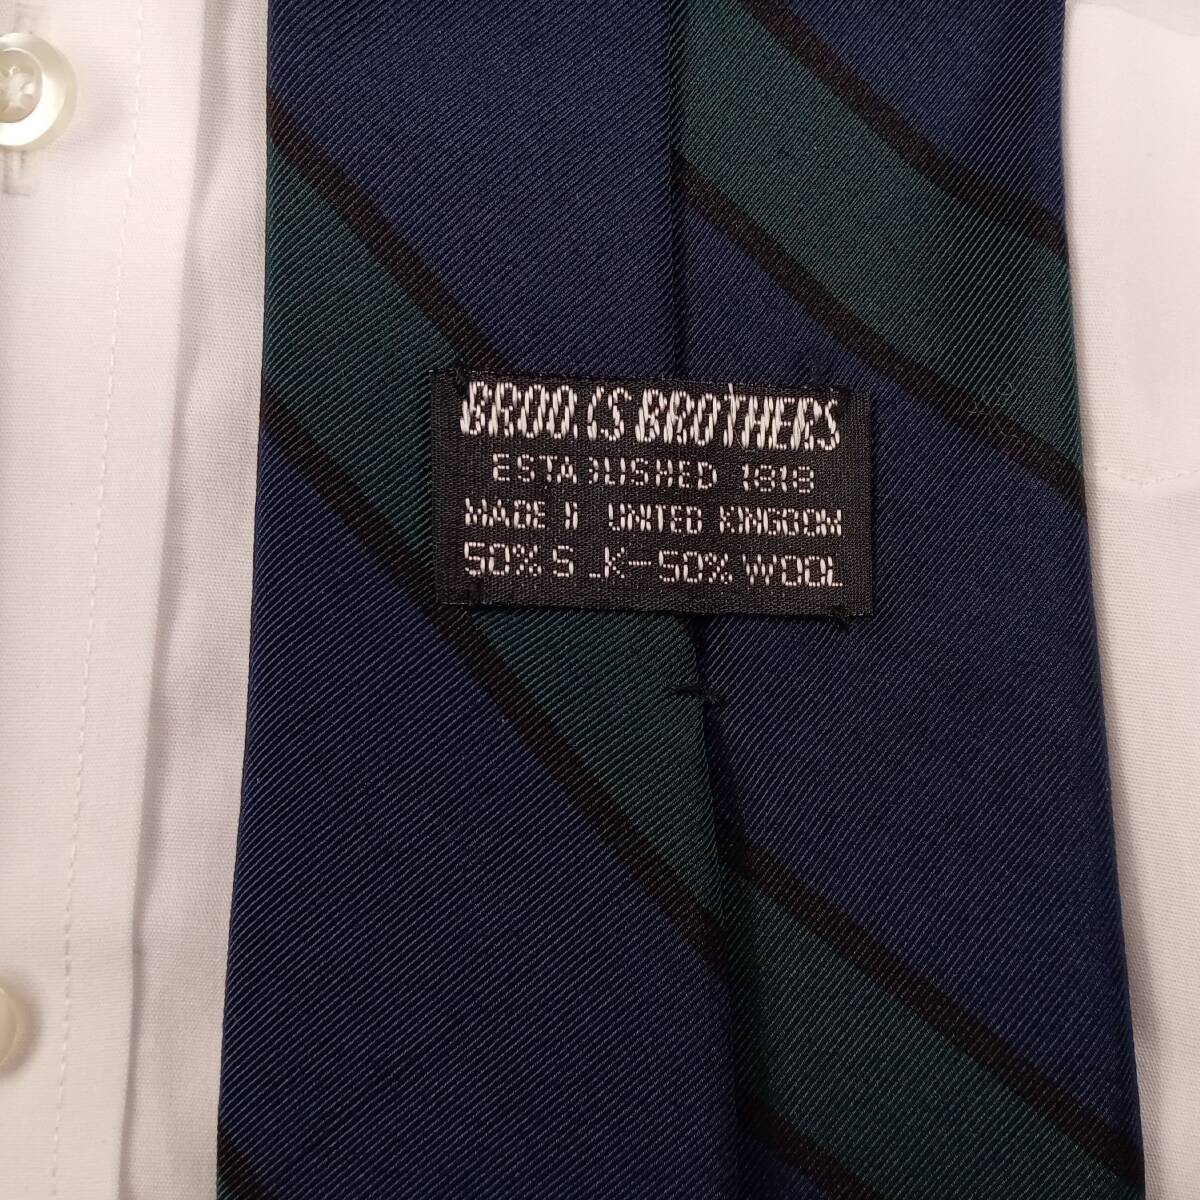 BROOKS BROTHERS
ESTABLISHED 1818
MADE IN UNITED KINGDOM
50% SILK-50% WOOL